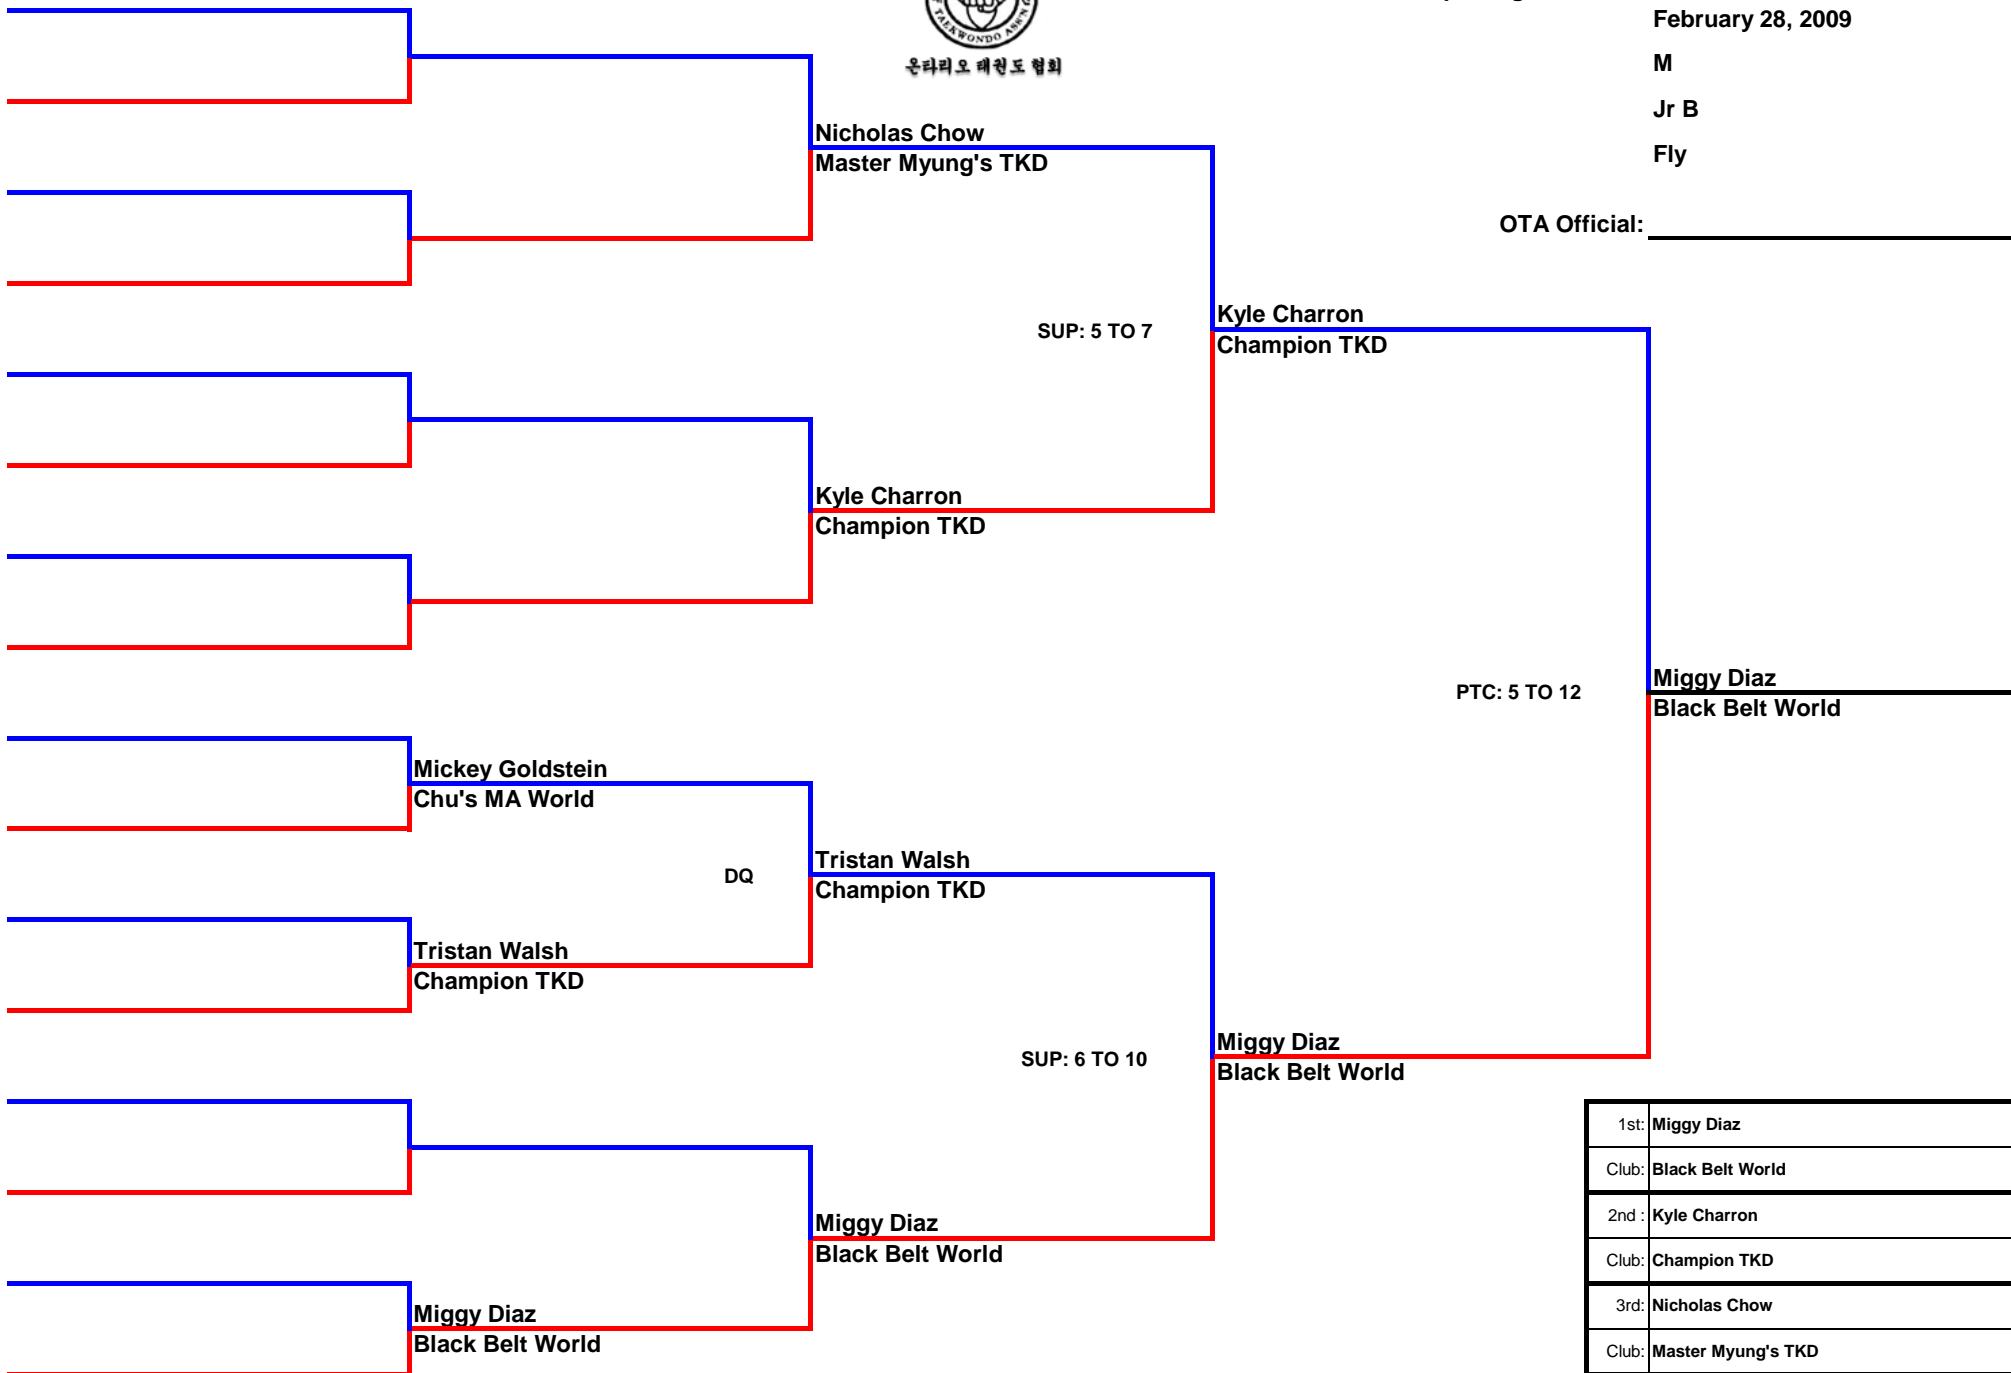 TAEKWONDO ASS'N
온타리오 태권도 협회
February 28, 2009
M
Jr B
Fly
OTA Official:
Nicholas Chow
Master Myung's TKD
SUP: 5 TO 7
Kyle Charron
Champion TKD
Kyle Charron
Champion TKD
PTC: 5 TO 12
Miggy Diaz
Black Belt World
Mickey Goldstein
Chu's MA World
DQ
Tristan Walsh
Champion TKD
Tristan Walsh
Champion TKD
SUP: 6 TO 10
Miggy Diaz
Black Belt World
Miggy Diaz
Black Belt World
Miggy Diaz
Black Belt World
1st: Miggy Diaz
Club: Black Belt World
2nd : Kyle Charron
Club: Champion TKD
3rd: Nicholas Chow
Club: Master Myung's TKD